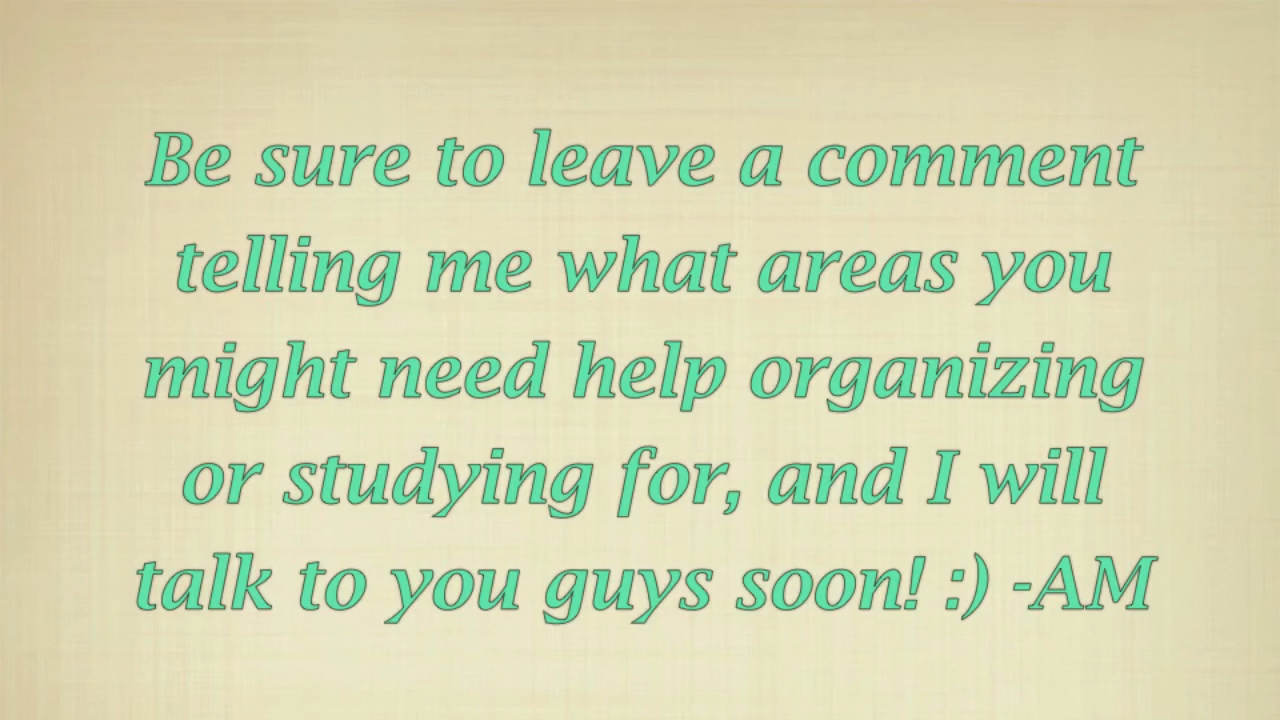 Be sure to leave a comment
telling me what areas you
might need help organizing
or studying for, and I will
talk to you guys soon! :) -AM